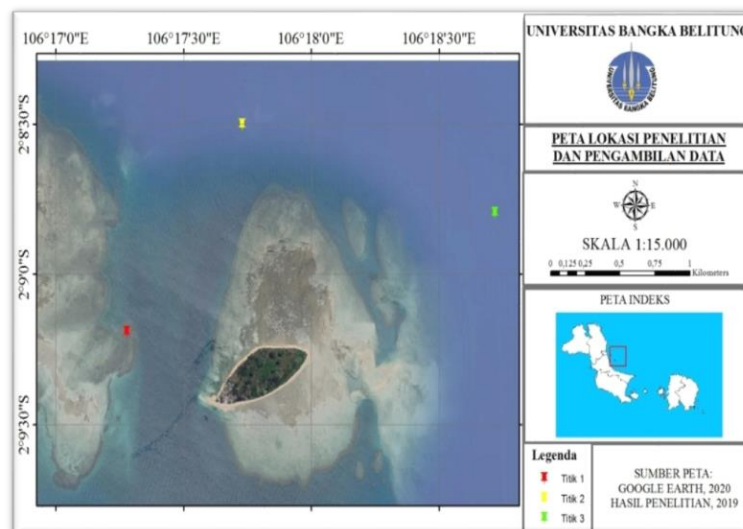 106°17'0"E 106°17'30"E 106°18'0"E 106°18'30"E
2°8'30"S
2°9'0"S
2°9'30"S
UNIVERSITAS BANGKA BELITUNG
UNIVERSITAS BANGKA BELITUNG
PETA LOKASI PENELITIAN
DAN PENGAMBILAN DATA
N
W E
S
SKALA 1:15.000
0 0,125 0,25 0,5 0,75 1
Kilometers
PETA INDEKS
Legenda
Titik 1
Titik 2
Titik 3
SUMBER PETA:
GOOGLE EARTH, 2020
HASIL PENELITIAN, 2019